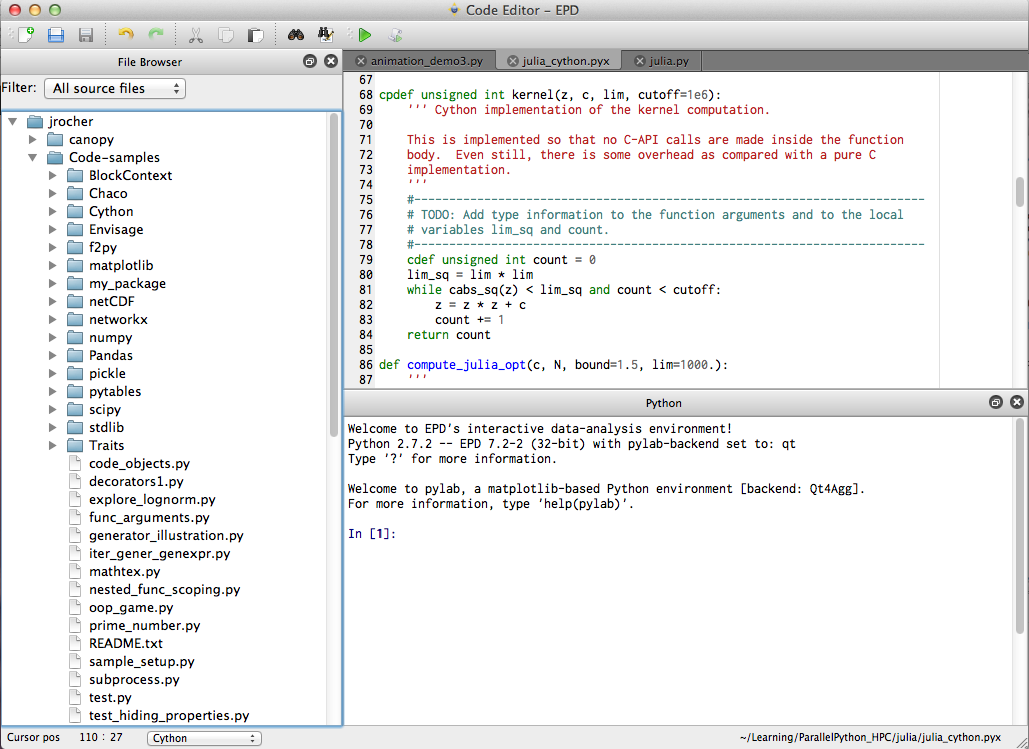 Code Editor – EPD
File Browser
Filter: All source files
jrocher
canopy
Code-samples
BlockContext
Chaco
Cython
Envisage
f2py
matplotlib
my_package
netCDF
networkx
numpy
Pandas
pickle
pytables
scipy
stdlib
Traits
code_objects.py
decorators1.py
explore_lognorm.py
func_arguments.py
generator_illustration.py
iter_gener_genexpr.py
mathtex.py
nested_func_scoping.py
oop_game.py
prime_number.py
README.txt
sample_setup.py
subprocess.py
test.py
test_hiding_properties.py
animation_demo3.py julia_cython.pyx julia.py
67
68 cpdef unsigned int kernel(z, c, lim, cutoff=1e6):
69     ''' Cython implementation of the kernel computation.
70
71     This is implemented so that no C-API calls are made inside the function
72     body.  Even still, there is some overhead as compared with a pure C
73     implementation.
74     '''
75     #-------------------------------------------------------------------------
76     # TODO: Add type information to the function arguments and to the local
77     # variables lim_sq and count.
78     #-------------------------------------------------------------------------
79     cdef unsigned int count = 0
80     lim_sq = lim * lim
81     while cabs_sq(z) < lim_sq and count < cutoff:
82         z = z * z + c
83         count += 1
84     return count
85
86 def compute_julia_opt(c, N, bound=1.5, lim=1000.):
87     '''
Python
Welcome to EPD's interactive data-analysis environment!
Python 2.7.2 -- EPD 7.2-2 (32-bit) with pylab-backend set to: qt
Type '?' for more information.
Welcome to pylab, a matplotlib-based Python environment [backend: Qt4Agg].
For more information, type 'help(pylab)'.
In [1]:
Cursor pos 110 : 27 Cython ~/Learning/ParallelPython_HPC/julia/julia_cython.pyx